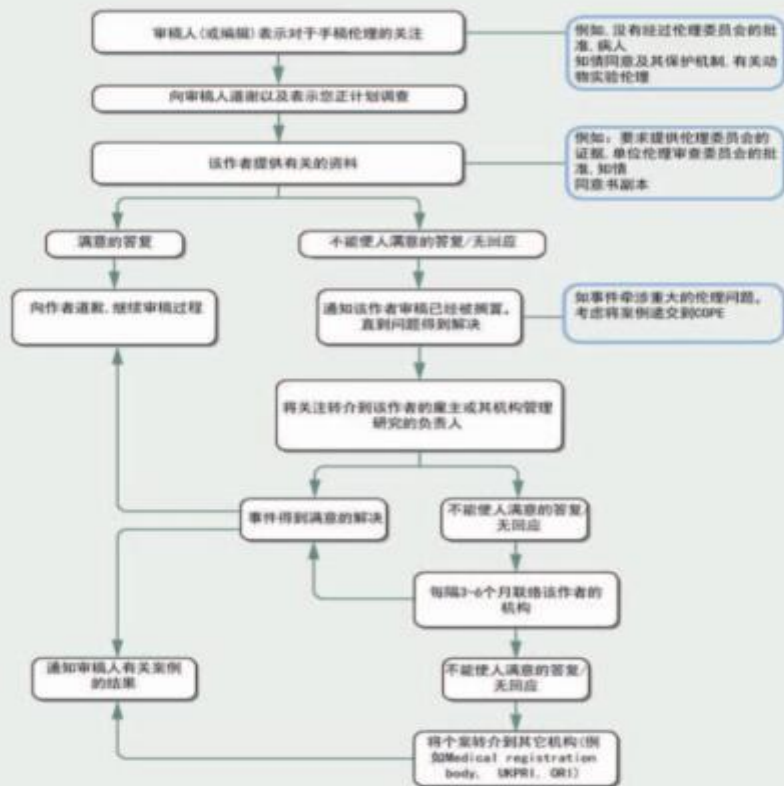 审稿人(或编辑)表示对于手稿伦理的关注
例如,没有经过伦理委员会的批
准,病人
知情同意及其保护机制,有关动
物实验伦理
向审稿人道谢以及表示您正计划调查
该作者提供有关的资料
例如:要求提供伦理委员会的
证据,单位伦理审查委员会的批
准,知情
同意书副本
满意的答复
不能使人满意的答复/无回应
向作者道歉,继续审稿过程
通知该作者审稿已经被搁置,
直到问题得到解决
如事件牵涉重大的伦理问题,
考虑将案例递交到COPE
将关注转介到该作者的雇主或其机构管理
研究的负责人
事件得到满意的解决
不能使人满意的答复/
无回应
每隔3-6个月联络该作者的
机构
通知审稿人有关案例
的结果
不能使人满意的答复/
无回应
将个案转介到其它机构(例
如Medical registration
body, UKPRI, ORI)